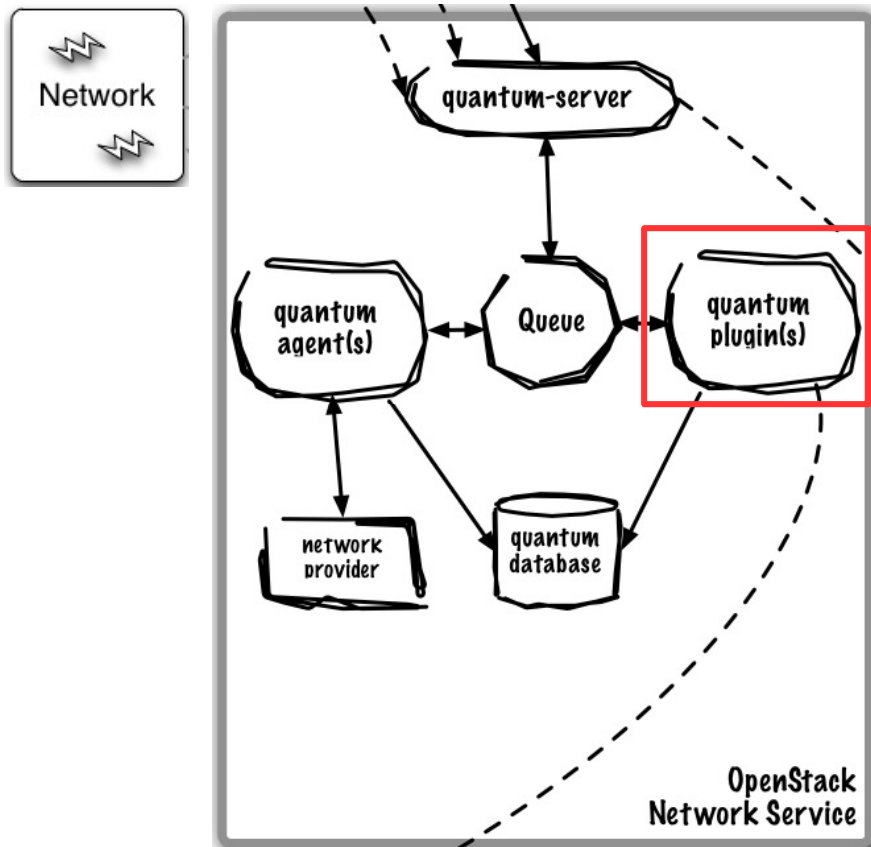 Network
quantum-server
quantum
agent(s)
Queue
quantum
plugin(s)
network
provider
quantum
database
OpenStack
Network Service